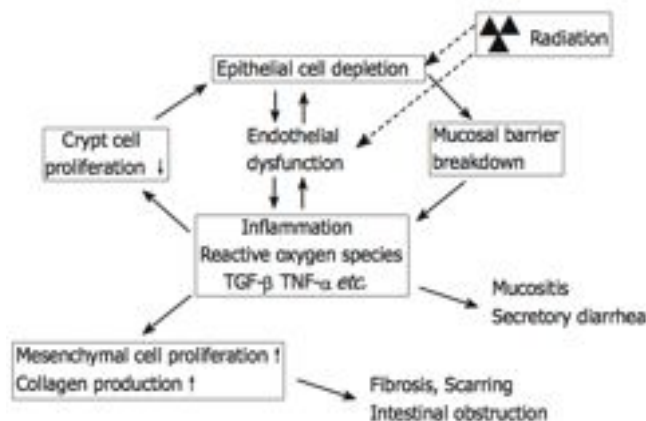 Radiation
Epithelial cell depletion
Crypt cell
proliferation ↓
Endothelial
dysfunction
Mucosal barrier
breakdown
Inflammation
Reactive oxygen species
TGF-β TNF-α etc.
Mucositis
Secretory diarrhea
Mesenchymal cell proliferation ↑
Collagen production ↑
Fibrosis, Scarring
Intestinal obstruction